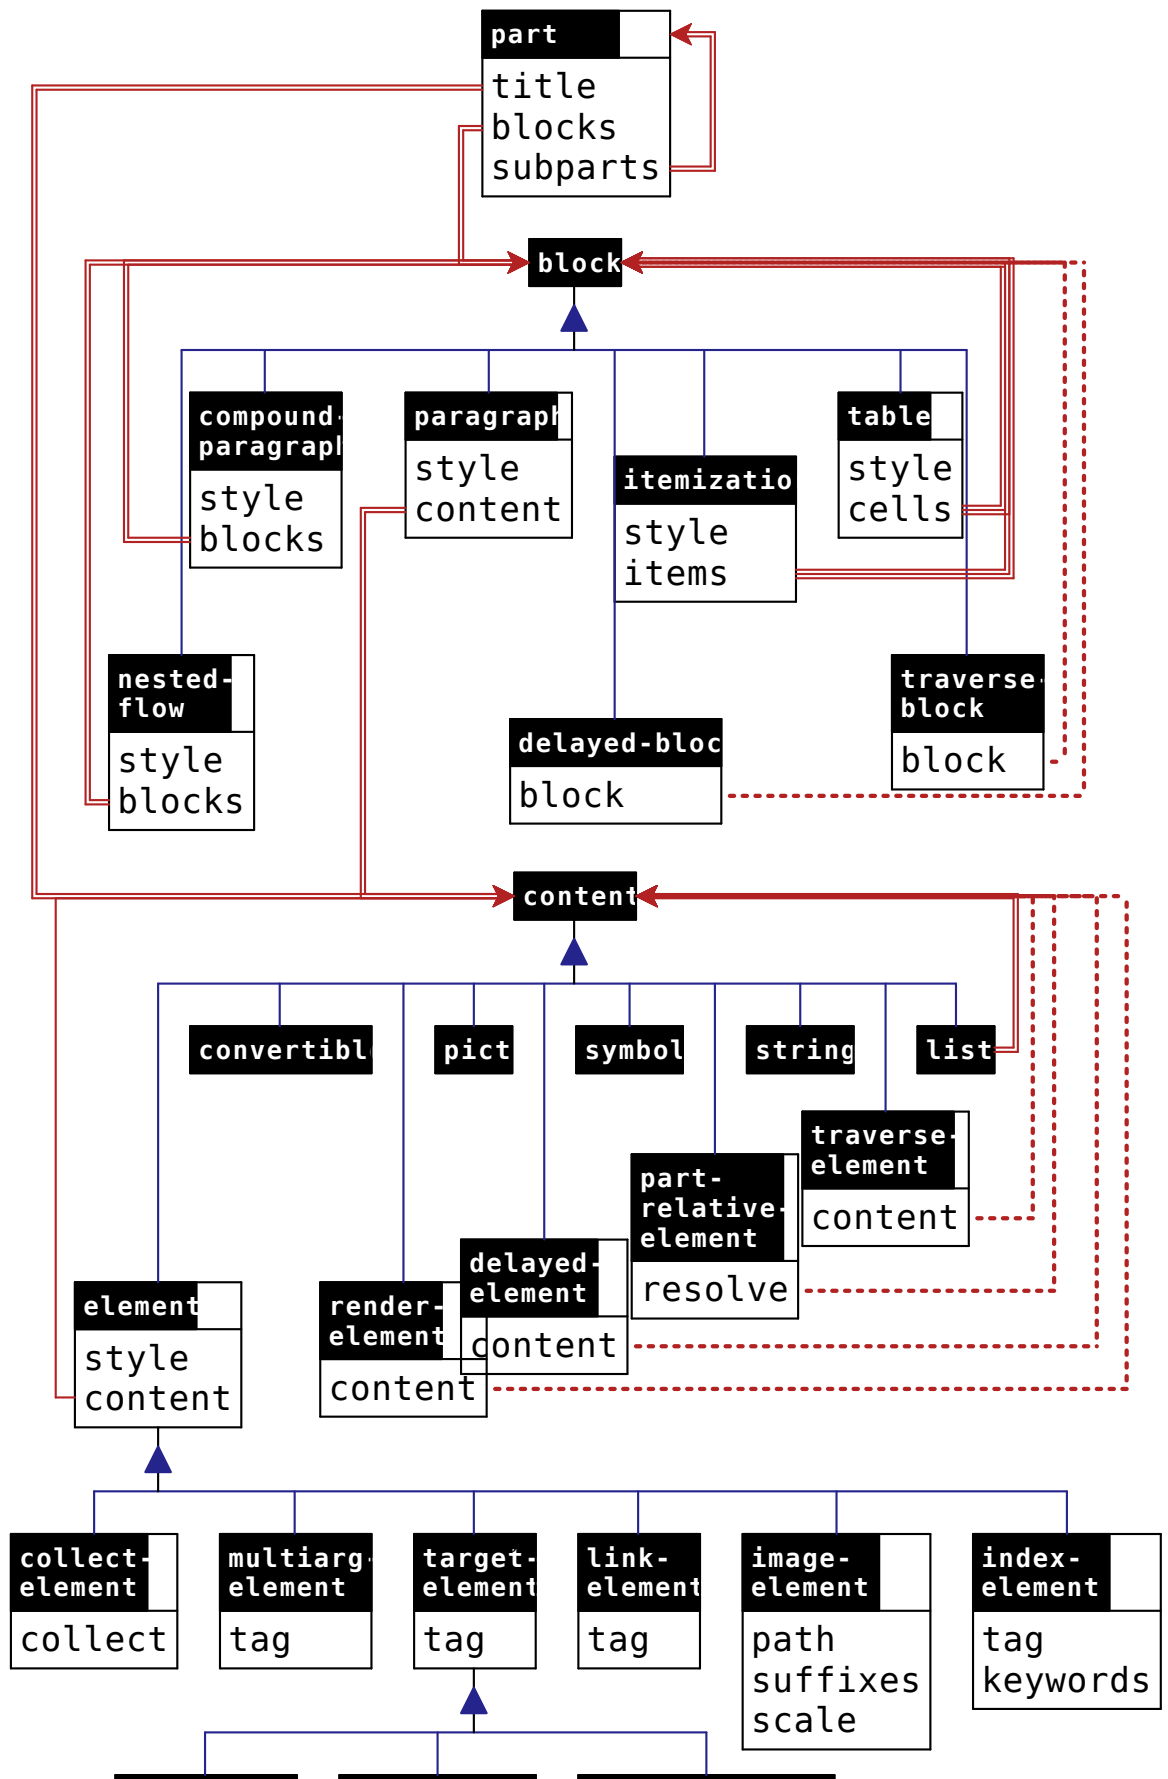 part
title
blocks
subparts
block
compound-
paragraph
style
blocks
paragraph
style
content
itemizatio
style
items
table
style
cells
nested-
flow
style
blocks
delayed-bloc
block
traverse-
block
block
content
convertible
pict
symbol
string
list
traverse-
element
content
part-
relative-
element
resolve
delayed-
element
content
element
style
content
render-
element
content
collect-
element
collect
multiarg-
element
tag
target-
element
tag
link-
element
tag
image-
element
path
suffixes
scale
index-
element
tag
keywords